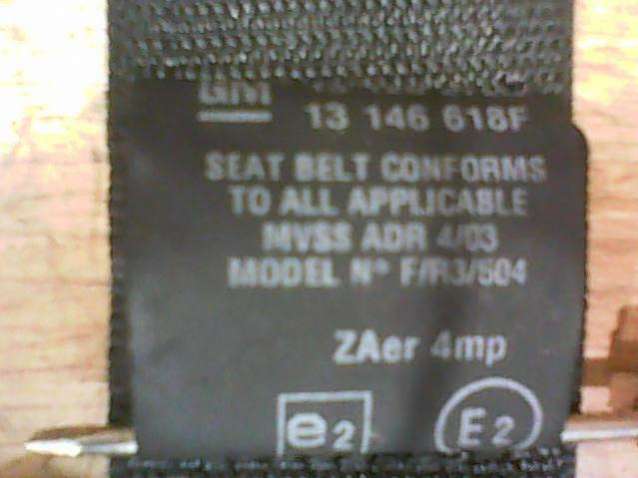 GM
13 146 618F
SEAT BELT CONFORMS
TO ALL APPLICABLE
MVSS ADR 4/03
MODEL N° F/R3/504
ZAer 4mp
e2 E2